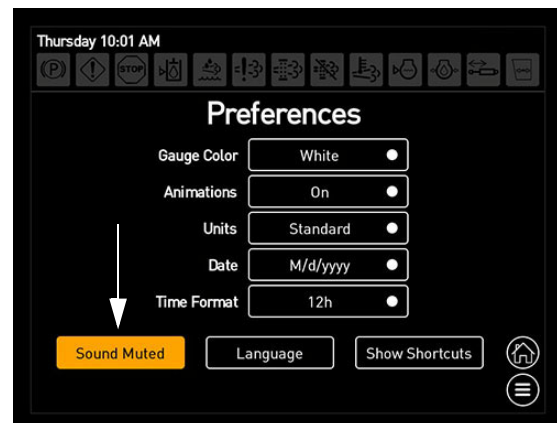 Thursday 10:01 AM
P STOP
Preferences
Gauge Color White
Animations On
Units Standard
Date M/d/yyyy
Time Format 12h
Sound Muted Language Show Shortcuts